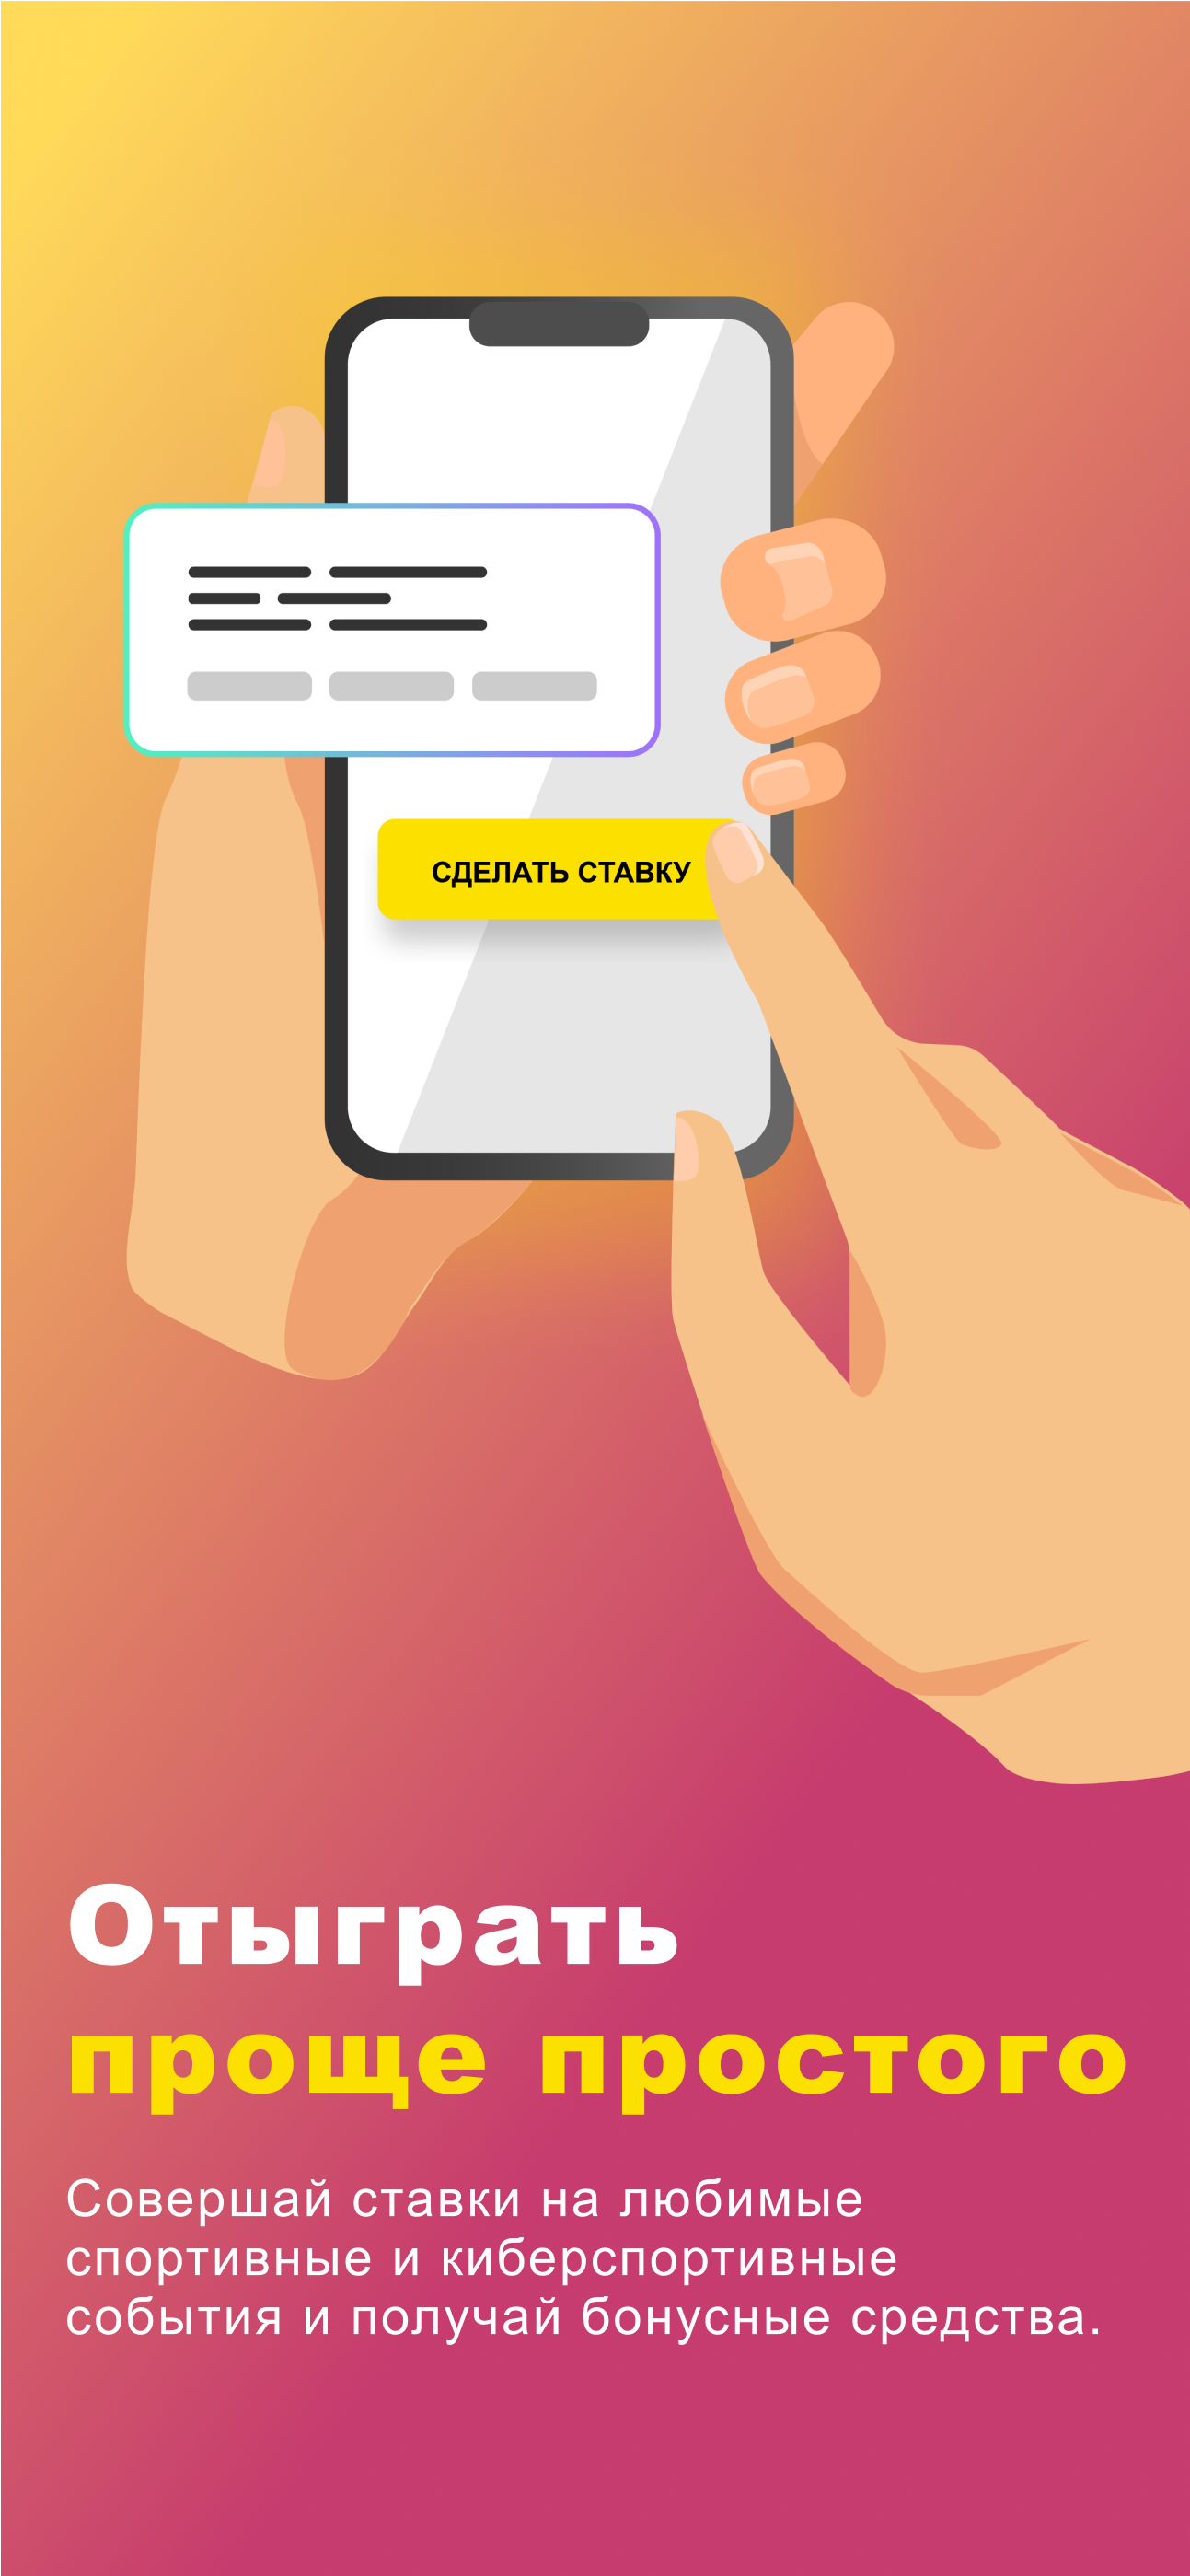 СДЕЛАТЬ СТАВКУ
Отыграть
проще простого
Совершай ставки на любимые
спортивные и киберспортивные
события и получай бонусные средства.